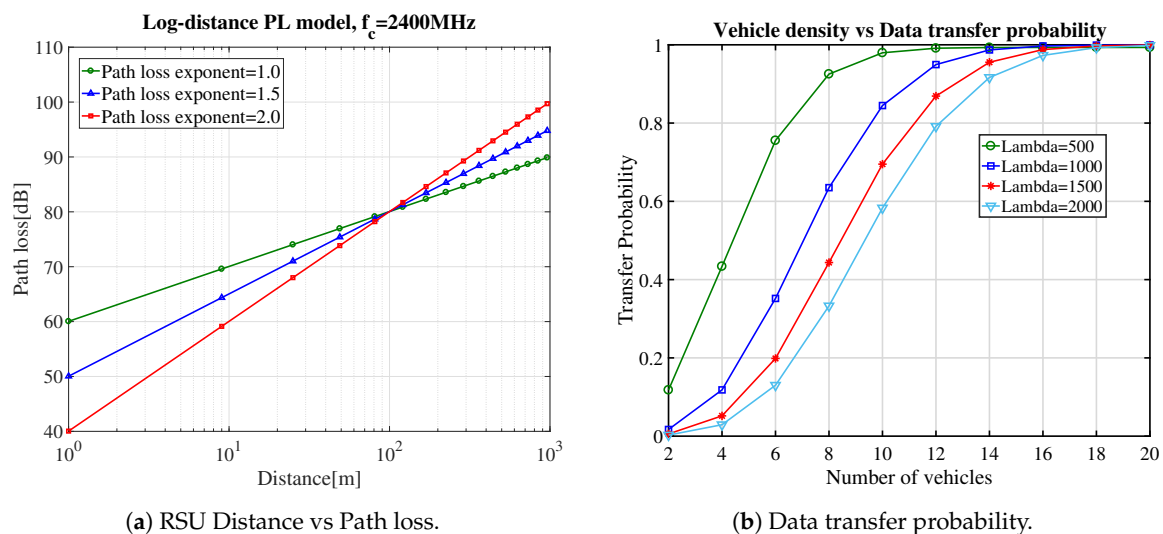 Log-distance PL model, f_c=2400MHz
110
100
90
80
70
60
50
40
Path loss[dB]
Path loss exponent=1.0
Path loss exponent=1.5
Path loss exponent=2.0
10^0 10^1 10^2 10^3
Distance[m]
(a) RSU Distance vs Path loss.
Vehicle density vs Data transfer probability
1
0.8
0.6
0.4
0.2
0
Transfer Probability
Lambda=500
Lambda=1000
Lambda=1500
Lambda=2000
2 4 6 8 10 12 14 16 18 20
Number of vehicles
(b) Data transfer probability.